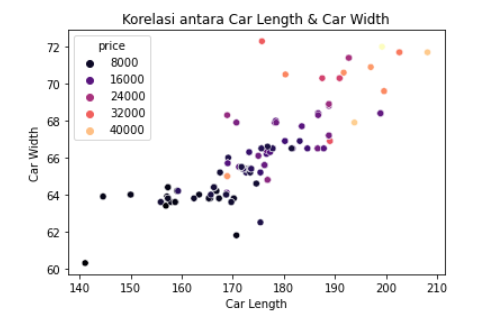 Korelasi antara Car Length & Car Width
price
8000
16000
24000
32000
40000
72
70
68
66
64
62
60
Car Width
140 150 160 170 180 190 200 210
Car Length